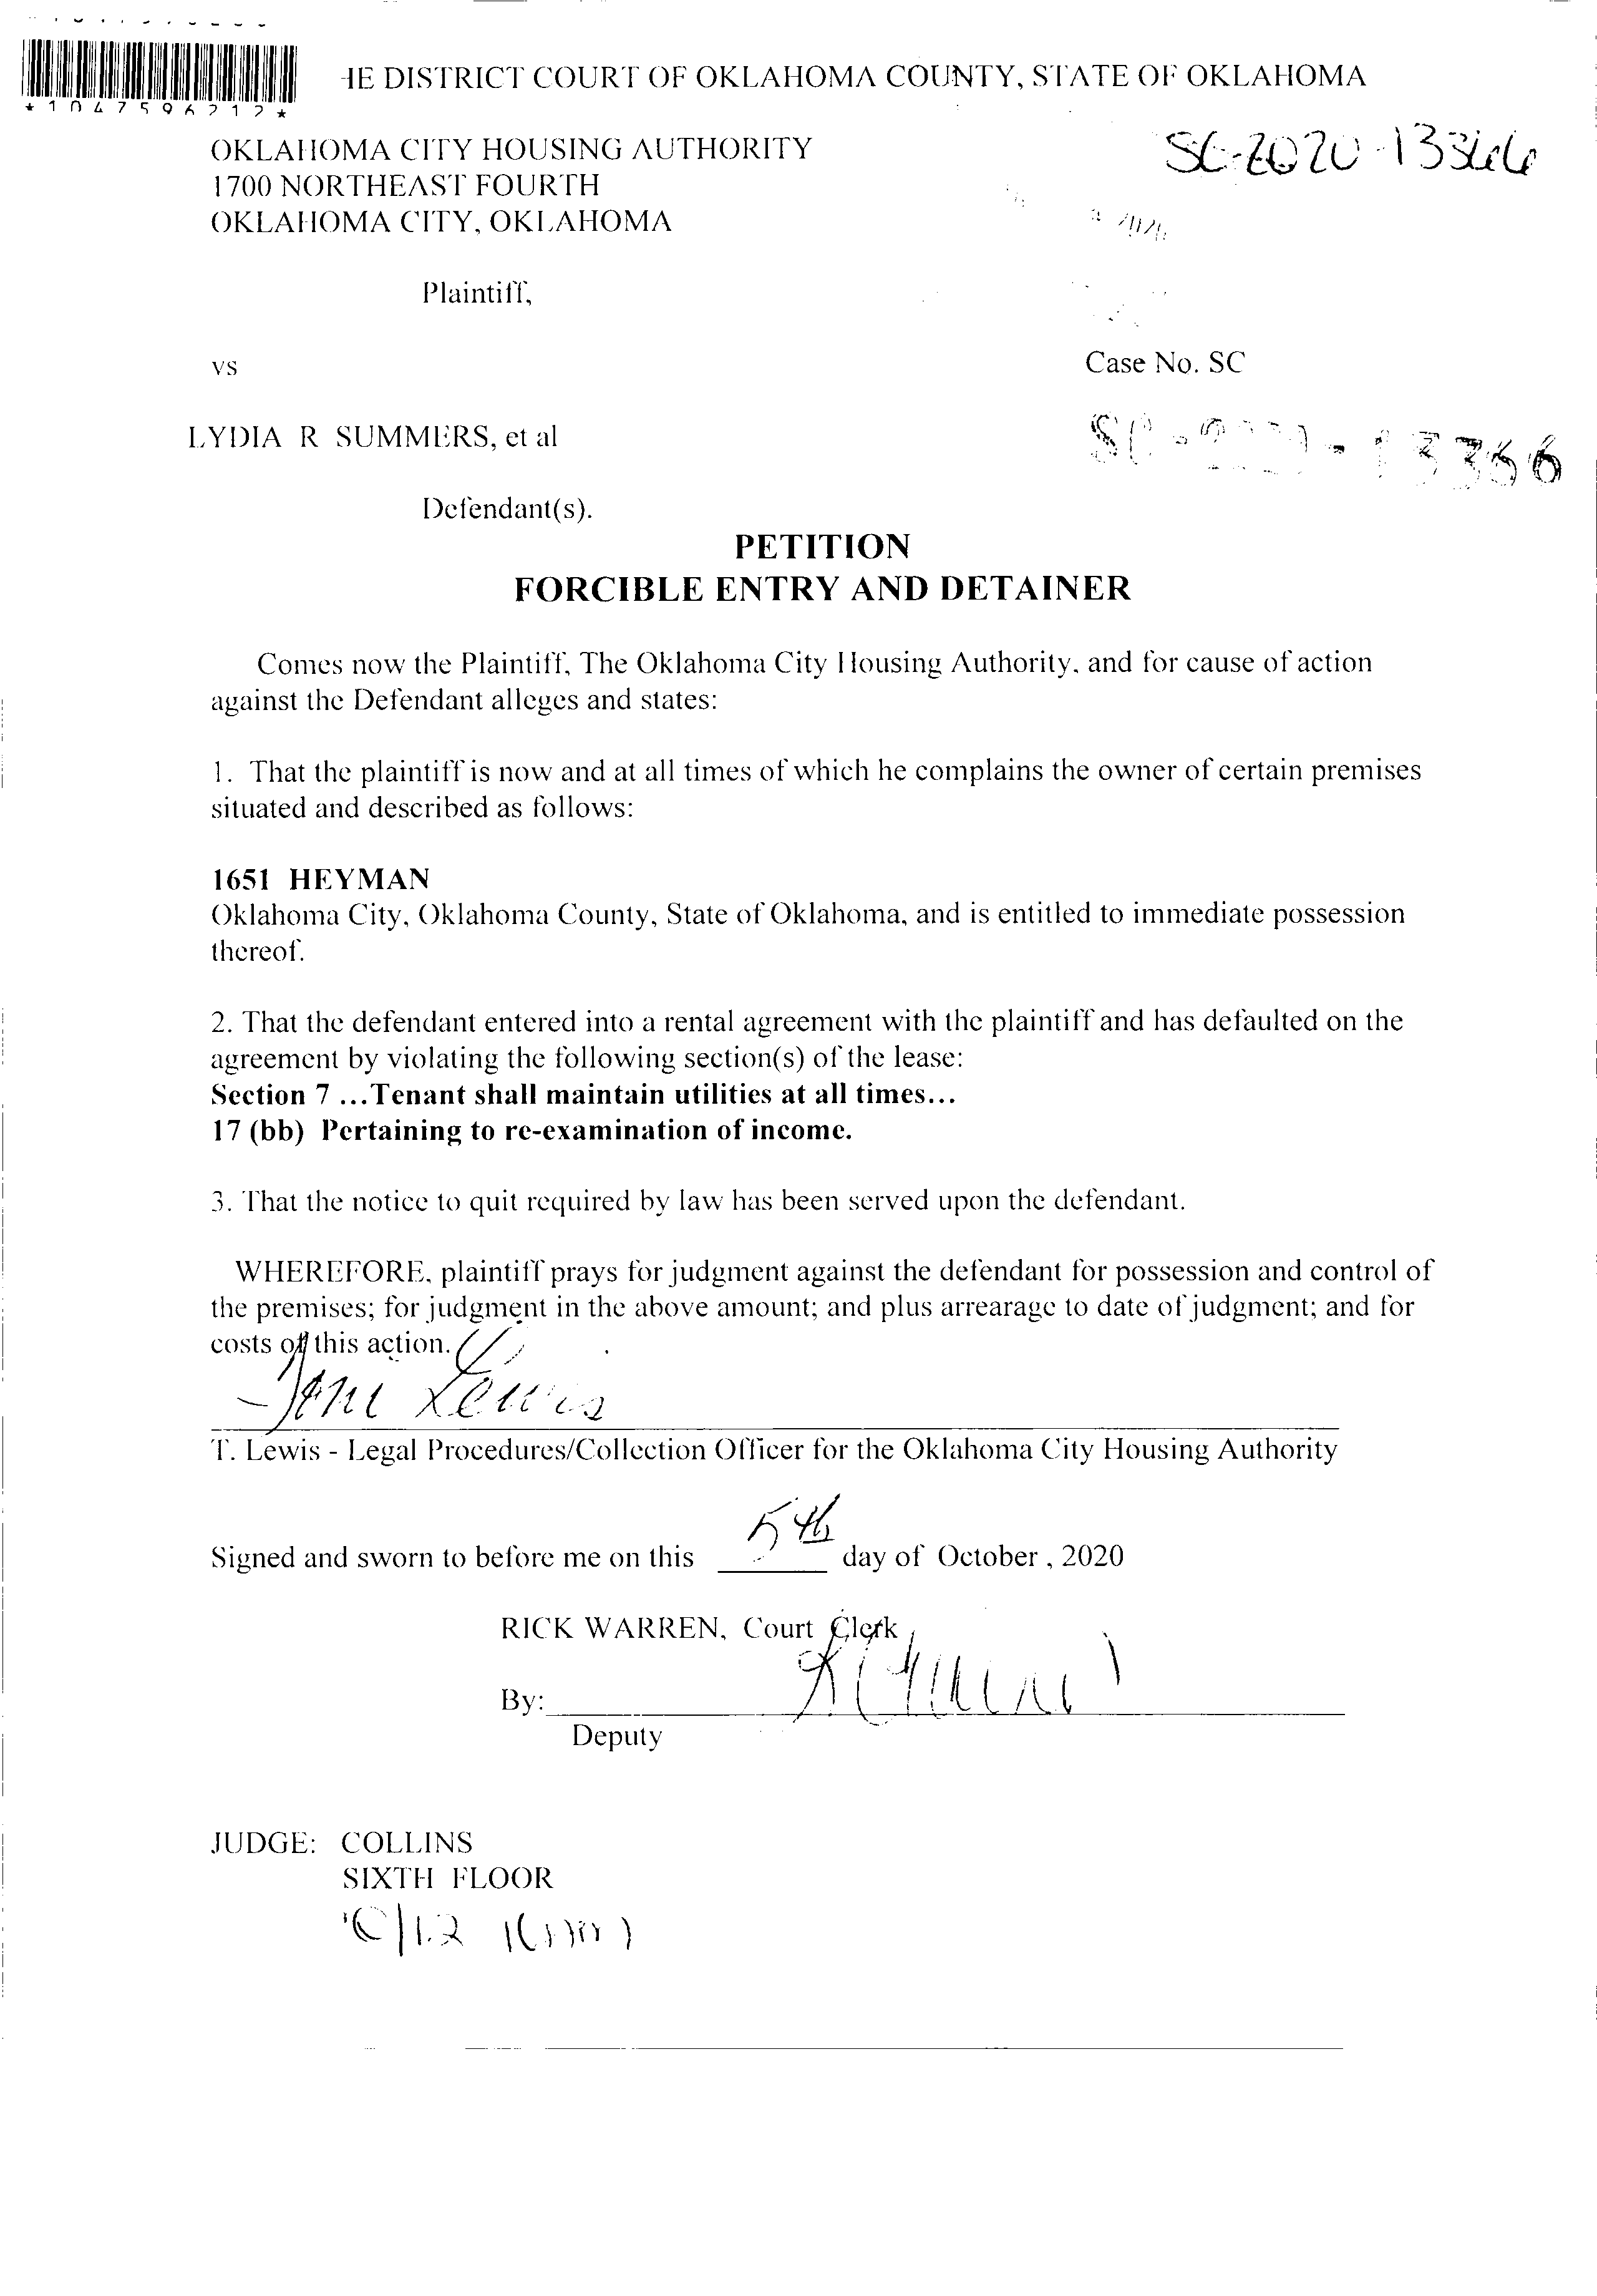 *1047596212*
HE DISTRICT COURT OF OKLAHOMA COUNTY, STATE OF OKLAHOMA
OKLAHOMA CITY HOUSING AUTHORITY
SC-2020-13366
1700 NORTHEAST FOURTH
OKLAHOMA CITY, OKLAHOMA
Plaintiff,
vs
Case No. SC
LYDIA R SUMMERS, et al
SC - - 13366
Defendant(s).
PETITION
FORCIBLE ENTRY AND DETAINER
Comes now the Plaintiff, The Oklahoma City Housing Authority, and for cause of action
against the Defendant alleges and states:
1. That the plaintiff is now and at all times of which he complains the owner of certain premises
situated and described as follows:
1651 HEYMAN
Oklahoma City, Oklahoma County, State of Oklahoma, and is entitled to immediate possession
thereof.
2. That the defendant entered into a rental agreement with the plaintiff and has defaulted on the
agreement by violating the following section(s) of the lease:
Section 7 ...Tenant shall maintain utilities at all times...
17 (bb) Pertaining to re-examination of income.
3. That the notice to quit required by law has been served upon the defendant.
WHEREFORE, plaintiff prays for judgment against the defendant for possession and control of
the premises; for judgment in the above amount; and plus arrearage to date of judgment; and for
costs of this action.
Lewis
T. Lewis - Legal Procedures/Collection Officer for the Oklahoma City Housing Authority
Signed and sworn to before me on this 5th day of October , 2020
RICK WARREN, Court Clerk
By:
Deputy
JUDGE: COLLINS
SIXTH FLOOR